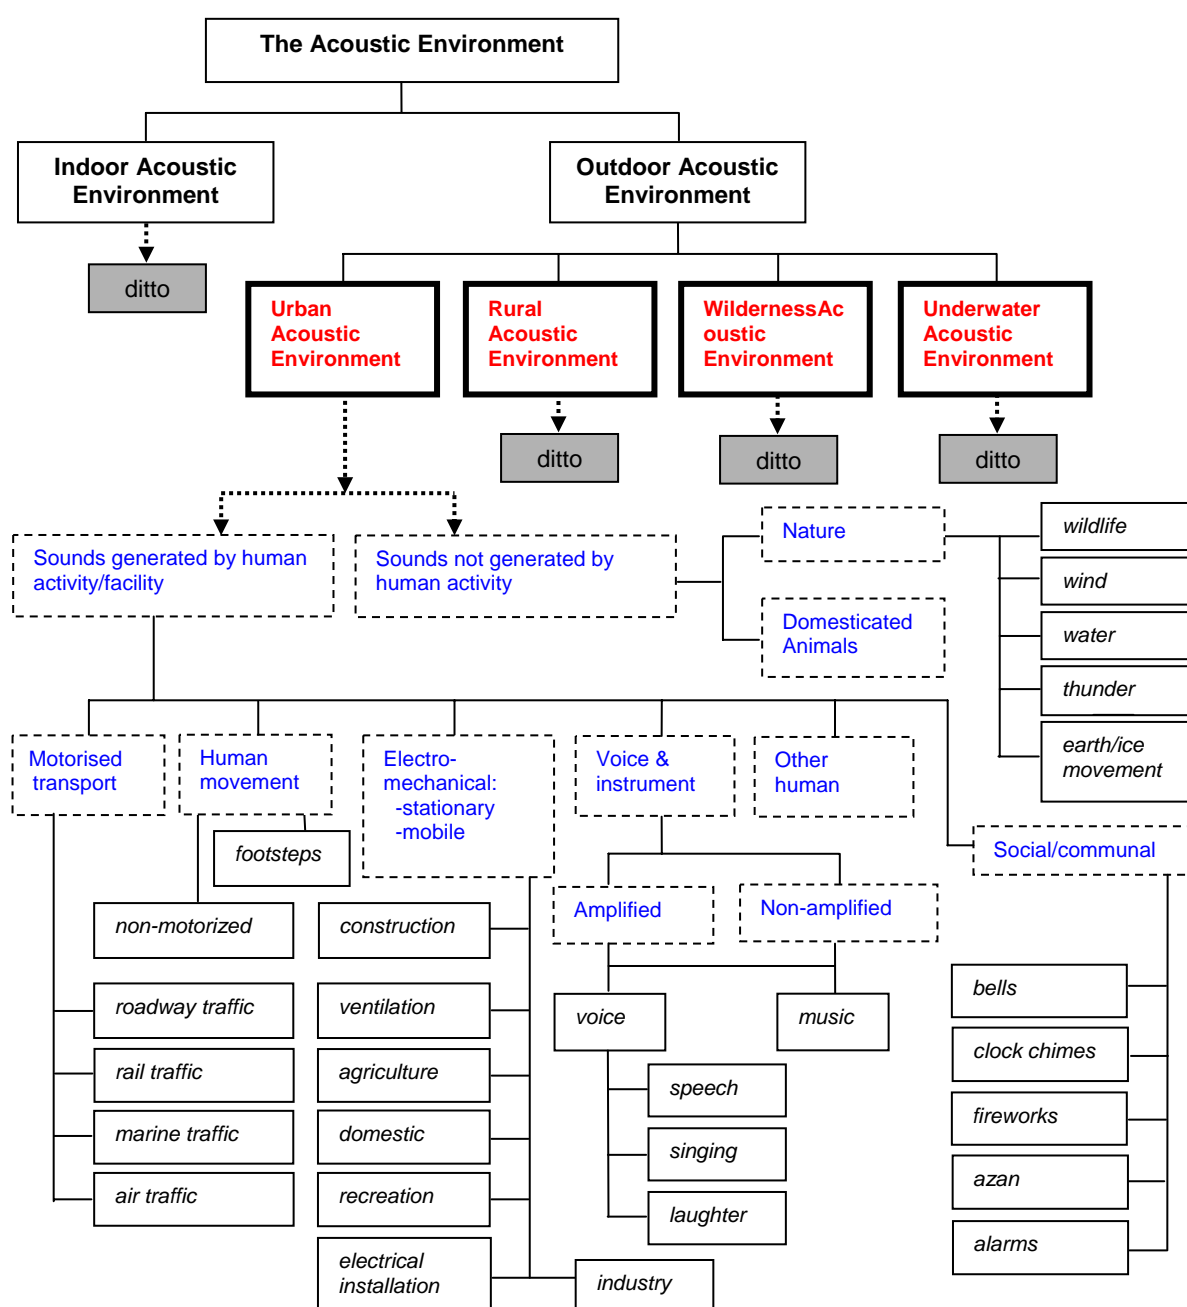 The Acoustic Environment
Indoor Acoustic
Environment
Outdoor Acoustic
Environment
ditto
Urban
Acoustic
Environment
Rural
Acoustic
Environment
WildernessAc
oustic
Environment
Underwater
Acoustic
Environment
ditto
ditto
ditto
Sounds generated by human
activity/facility
Sounds not generated by
human activity
Nature
Domesticated
Animals
wildlife
wind
water
thunder
earth/ice
movement
Motorised
transport
Human
movement
Electro-
mechanical:
-stationary
-mobile
Voice &
instrument
Other
human
Social/communal
footsteps
non-motorized
roadway traffic
rail traffic
marine traffic
air traffic
construction
ventilation
agriculture
domestic
recreation
electrical
installation
industry
Amplified
Non-amplified
voice
music
speech
singing
laughter
bells
clock chimes
fireworks
azan
alarms